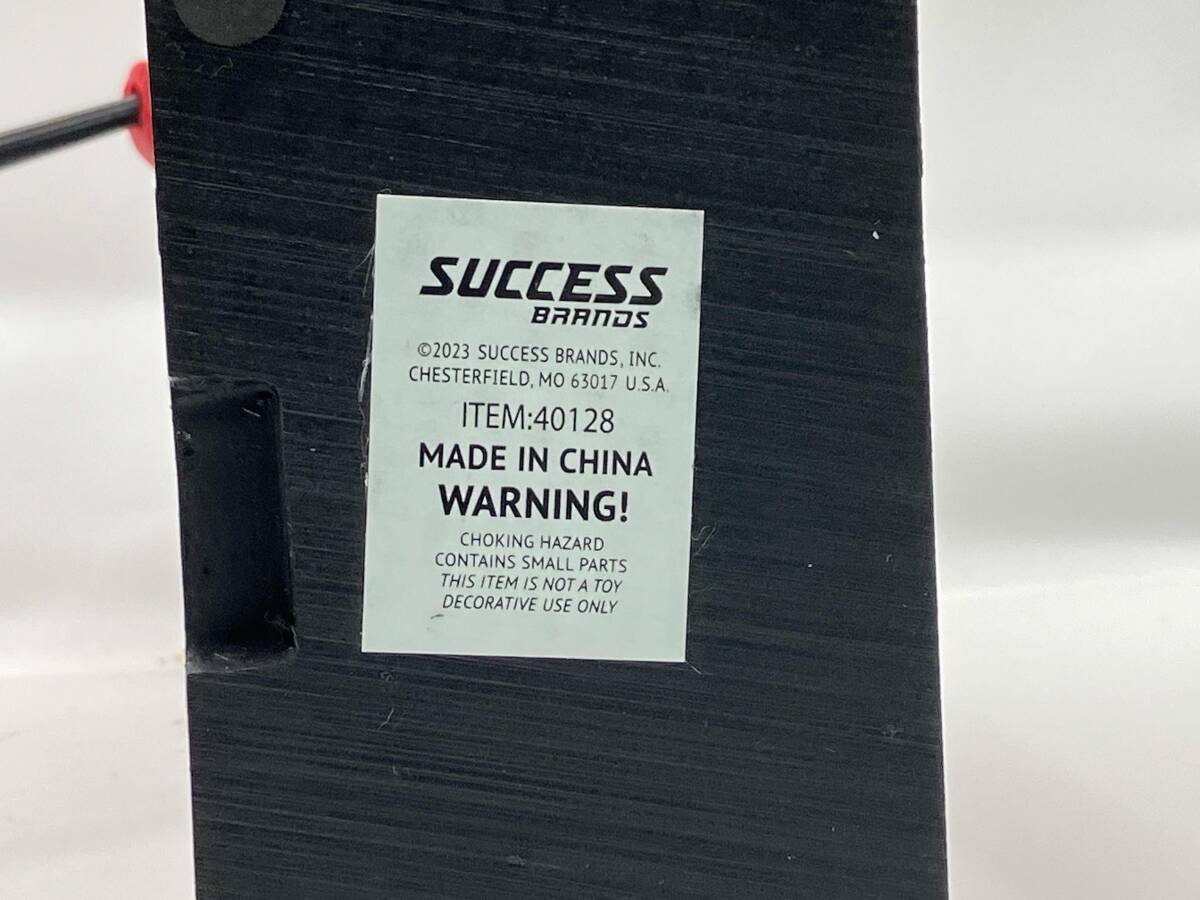 SUCCESS
BRANDS
©2023 SUCCESS BRANDS, INC.
CHESTERFIELD, MO 63017 U.S.A.
ITEM:40128
MADE IN CHINA
WARNING!
CHOKING HAZARD
CONTAINS SMALL PARTS
THIS ITEM IS NOT A TOY
DECORATIVE USE ONLY